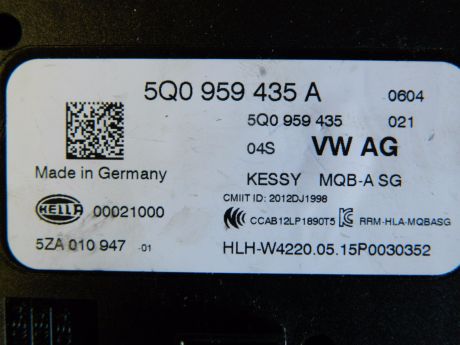 5Q0 959 435 A 0604
5Q0 959 435 021
04S VW AG
Made in Germany KESSY MQB-A SG
CMIIT ID: 2012DJ1998
HELLA 00021000 CCAB12LP1890T5 RRM-HLA-MQBASG
5ZA 010 947 -01 HLH-W4220.05.15P0030352